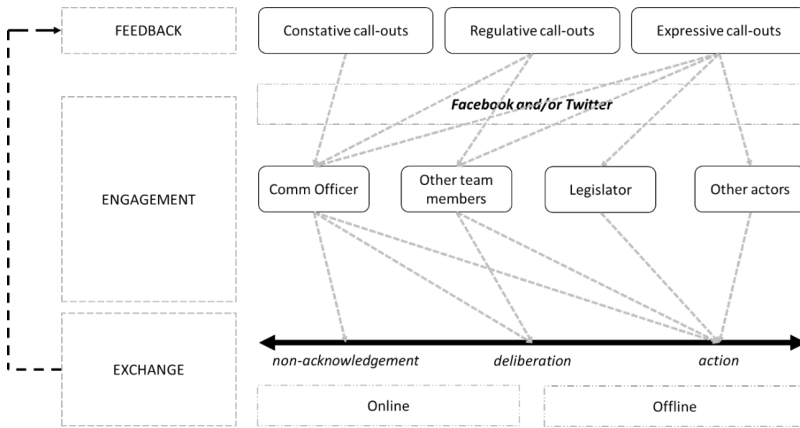 FEEDBACK
Constative call-outs
Regulative call-outs
Expressive call-outs
Facebook and/or Twitter
ENGAGEMENT
Comm Officer
Other team
members
Legislator
Other actors
EXCHANGE
non-acknowledgement
deliberation
action
Online
Offline